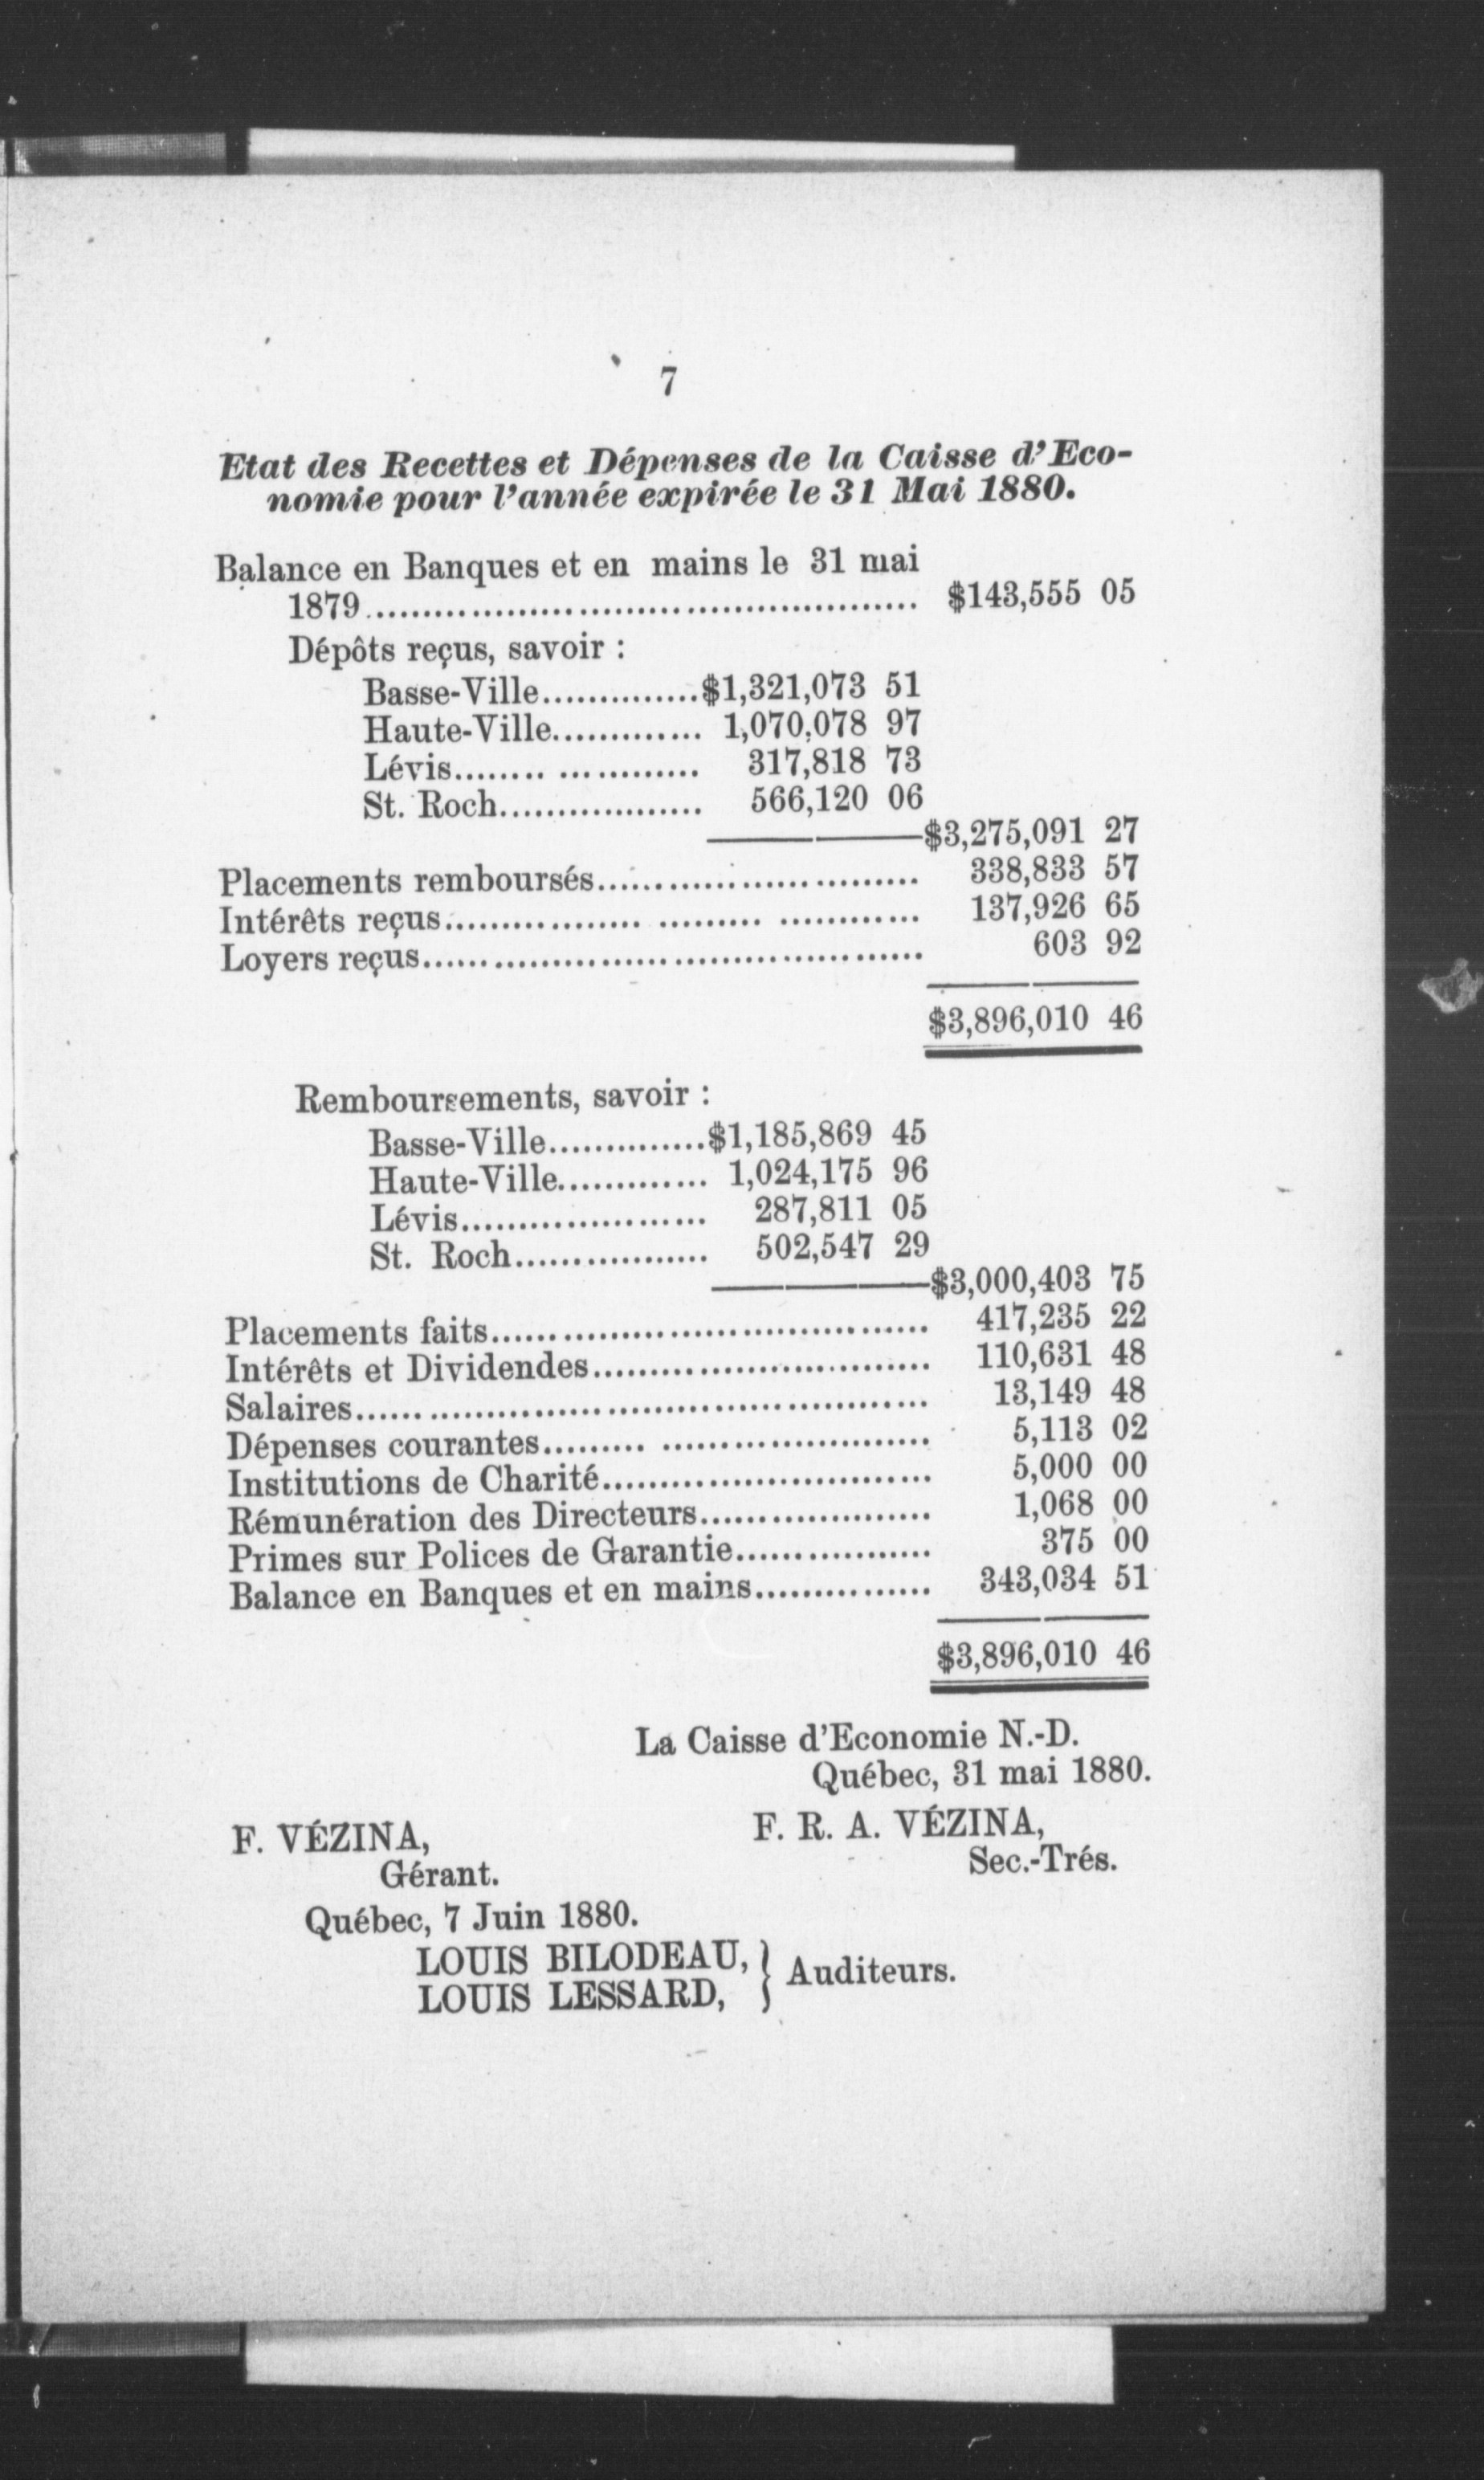 7
Etat des Recettes et Dépenses de la Caisse d'Eco-
nomie pour l'année expirée le 31 Mai 1880.
Balance en Banques et en mains le 31 mai
1879.................................................. $143,555 05
Dépôts reçus, savoir :
Basse-Ville..............$1,321,073 51
Haute-Ville............. 1,070,078 97
Lévis........ ............. 317,818 73
St. Roch.................. 566,120 06
$3,275,091 27
Placements remboursés............................. 338,833 57
Intérêts reçus................. ......... ............ 137,926 65
Loyers reçus............................................ 603 92
$3,896,010 46
Remboursements, savoir :
Basse-Ville..............$1,185,869 45
Haute-Ville............. 1,024,175 96
Lévis...................... 287,811 05
St. Roch................. 502,547 29
$3,000,403 75
Placements faits...................................... 417,235 22
Intérêts et Dividendes.............................. 110,631 48
Salaires.................................................. 13,149 48
Dépenses courantes......... ....................... 5,113 02
Institutions de Charité............................. 5,000 00
Rémunération des Directeurs.................... 1,068 00
Primes sur Polices de Garantie................. 375 00
Balance en Banques et en mains................ 343,034 51
$3,896,010 46
La Caisse d'Economie N.-D.
Québec, 31 mai 1880.
F. VÉZINA, F. R. A. VÉZINA,
Gérant. Sec.-Trés.
Québec, 7 Juin 1880.
LOUIS BILODEAU, } Auditeurs.
LOUIS LESSARD,